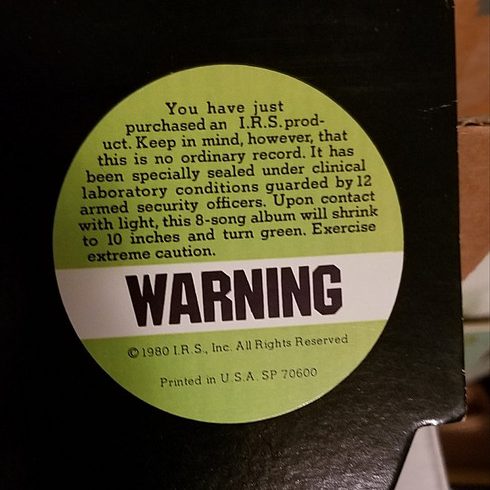 You have just
purchased an I.R.S. prod-
uct. Keep in mind, however, that
this is no ordinary record. It has
been specially sealed under clinical
laboratory conditions guarded by 12
armed security officers. Upon contact
with light, this 8-song album will shrink
to 10 inches and turn green. Exercise
extreme caution.
WARNING
© 1980 I.R.S., Inc. All Rights Reserved
Printed in U.S.A. SP 70600